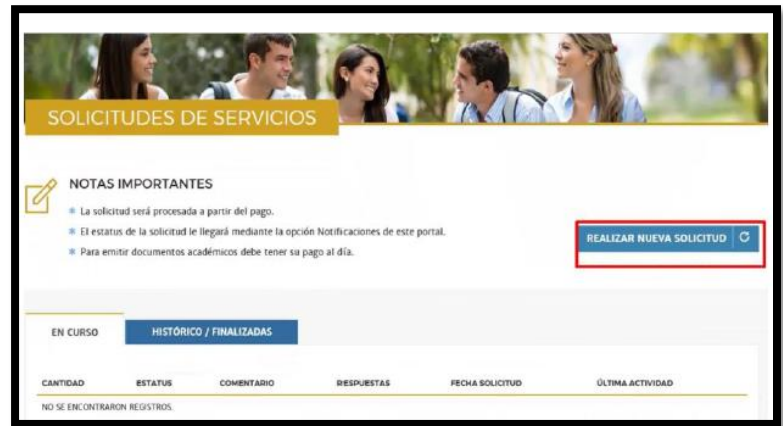 SOLICITUDES DE SERVICIOS
NOTAS IMPORTANTES
La solicitud será procesada a partir del pago.
El estatus de la solicitud le llegará mediante la opción Notificaciones de este portal.
Para emitir documentos académicos debe tener su pago al día.
REALIZAR NUEVA SOLICITUD
EN CURSO HISTÓRICO / FINALIZADAS
CANTIDAD ESTATUS COMENTARIO RESPUESTAS FECHA SOLICITUD ÚLTIMA ACTIVIDAD
NO SE ENCONTRARON REGISTROS.